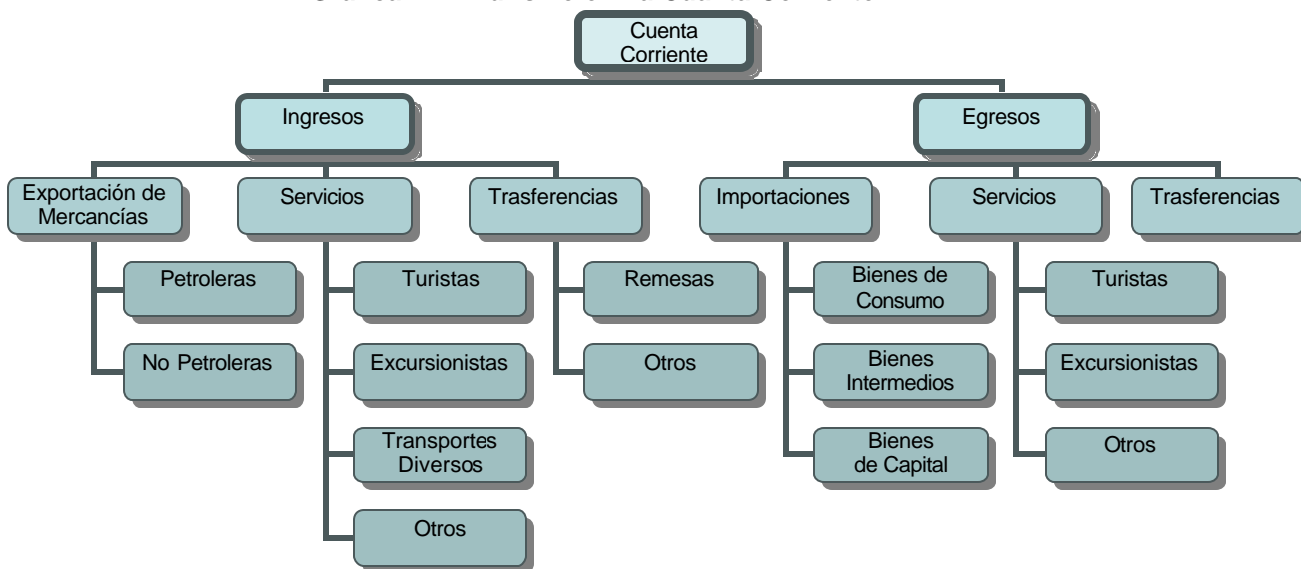 Cuenta
Corriente
Ingresos
Egresos
Exportación de
Mercancías
Servicios
Trasferencias
Importaciones
Servicios
Trasferencias
Petroleras
Turistas
Remesas
Bienes de
Consumo
Turistas
No Petroleras
Excursionistas
Otros
Bienes
Intermedios
Excursionistas
Transportes
Diversos
Bienes
de Capital
Otros
Otros